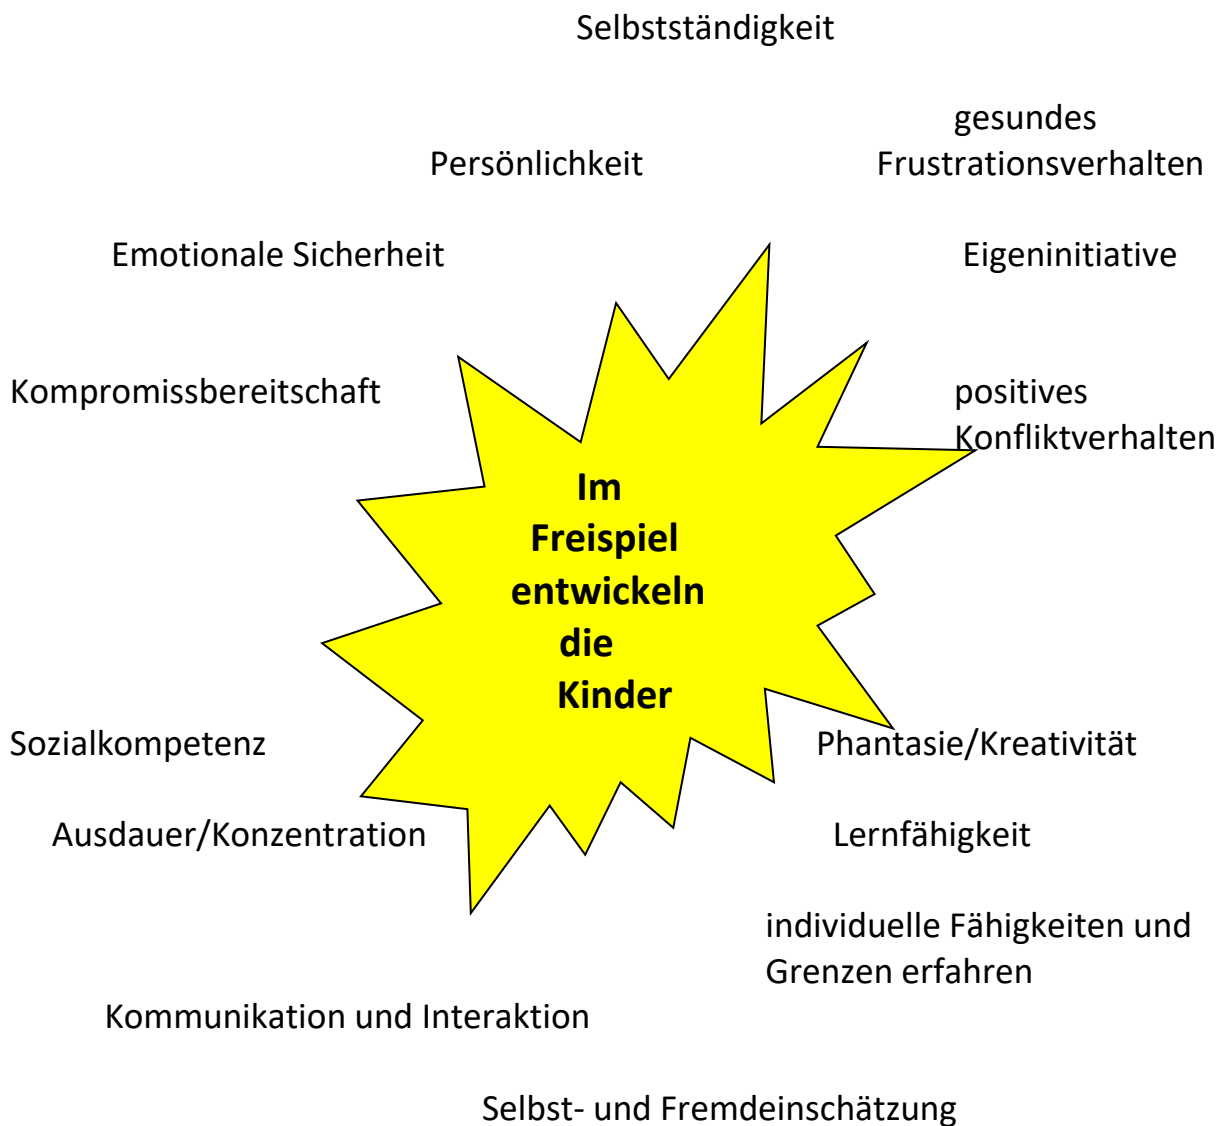 Selbstständigkeit
gesundes
Persönlichkeit
Frustrationsverhalten
Emotionale Sicherheit
Eigeninitiative
Kompromissbereitschaft
positives
Konfliktverhalten
Im
Freispiel
entwickeln
die
Kinder
Sozialkompetenz
Phantasie/Kreativität
Ausdauer/Konzentration
Lernfähigkeit
individuelle Fähigkeiten und
Grenzen erfahren
Kommunikation und Interaktion
Selbst- und Fremdeinschätzung